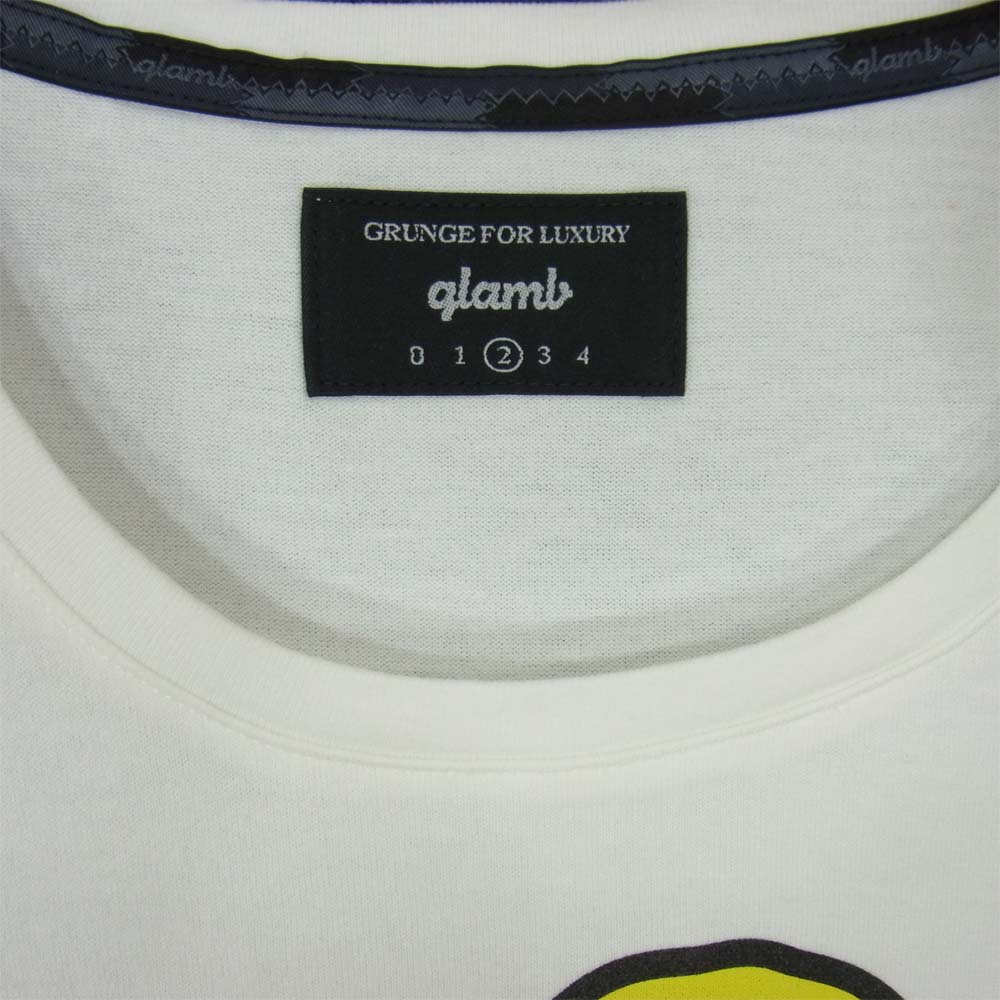 glamb glamb
GRUNGE FOR LUXURY
glamb
0 1 2 3 4